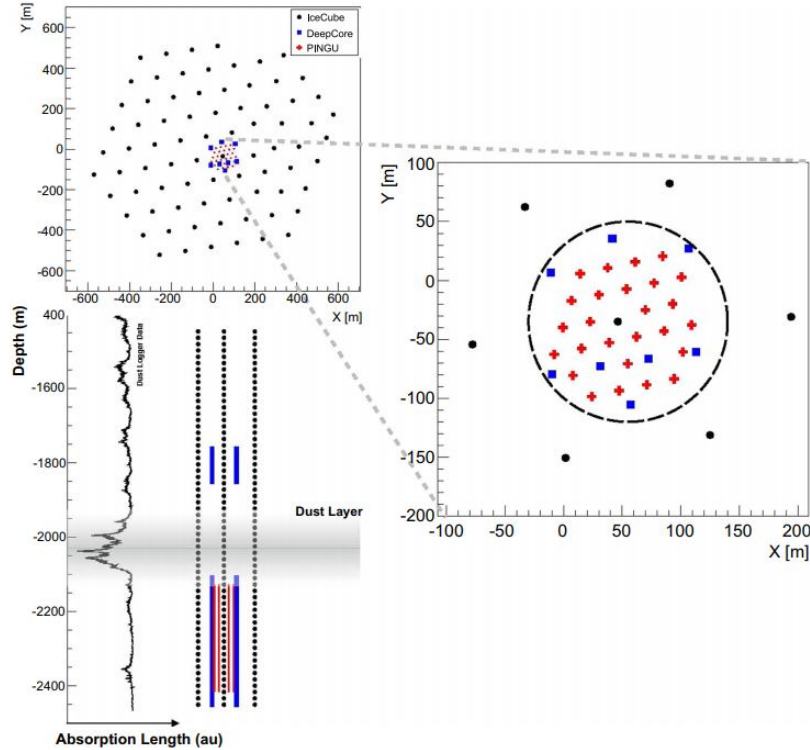 Y [m]
600
400
200
0
-200
-400
-600
IceCube
DeepCore
PINGU
-600 -400 -200 0 200 400 600
X [m]
Y [m]
100
50
0
-50
-100
-150
-200
-100 -50 0 50 100 150 200
X [m]
Depth (m)
400
-1600
-1800
-2000
-2200
-2400
Dust Logger Data
Dust Layer
Absorption Length (au)